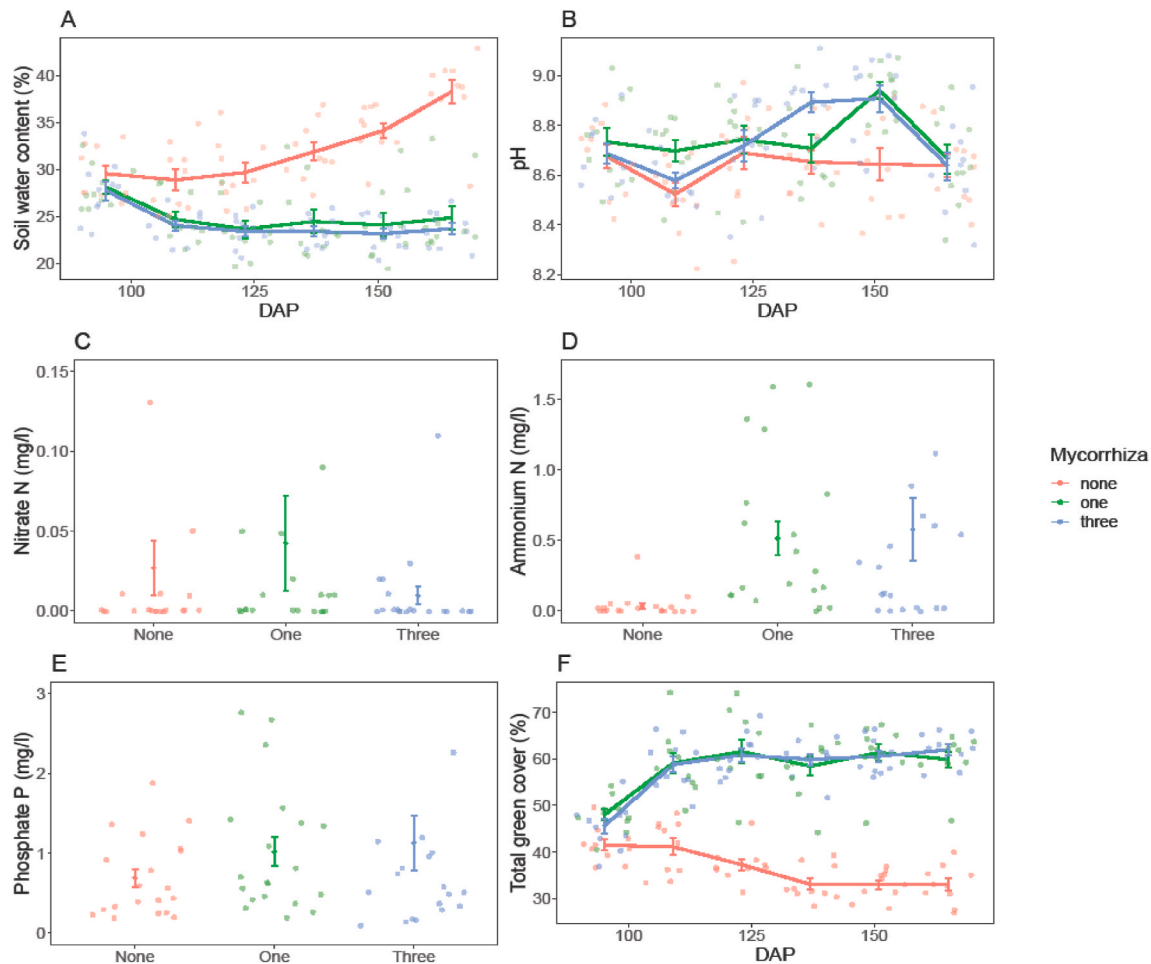 A
Soil water content (%)
40
35
30
25
20
100
125
150
DAP
B
pH
9.0
8.8
8.6
8.4
8.2
100
125
150
DAP
C
Nitrate N (mg/l)
0.15
0.10
0.05
0.00
None
One
Three
D
Ammonium N (mg/l)
1.5
1.0
0.5
0.0
None
One
Three
Mycorrhiza
none
one
three
E
Phosphate P (mg/l)
3
2
1
0
None
One
Three
F
Total green cover (%)
70
60
50
40
30
100
125
150
DAP